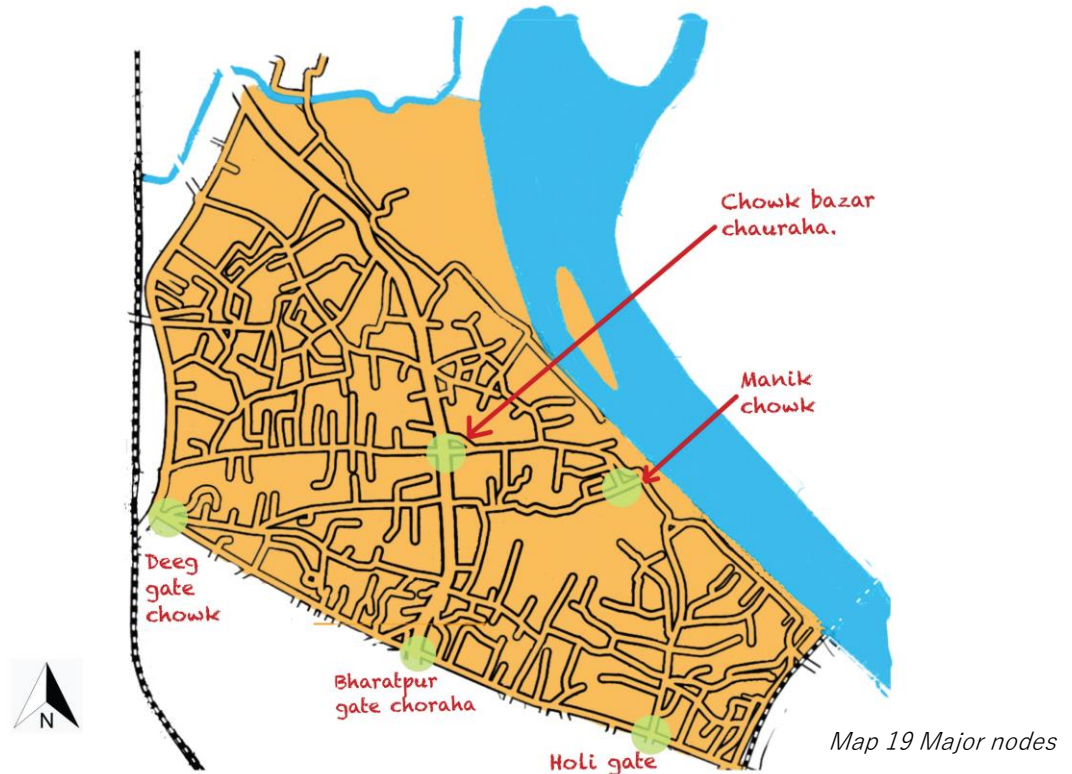 Chowk bazar
chauraha.
Manik
chowk
Deeg
gate
chowk
Bharatpur
gate choraha
Holi gate
N
Map 19 Major nodes